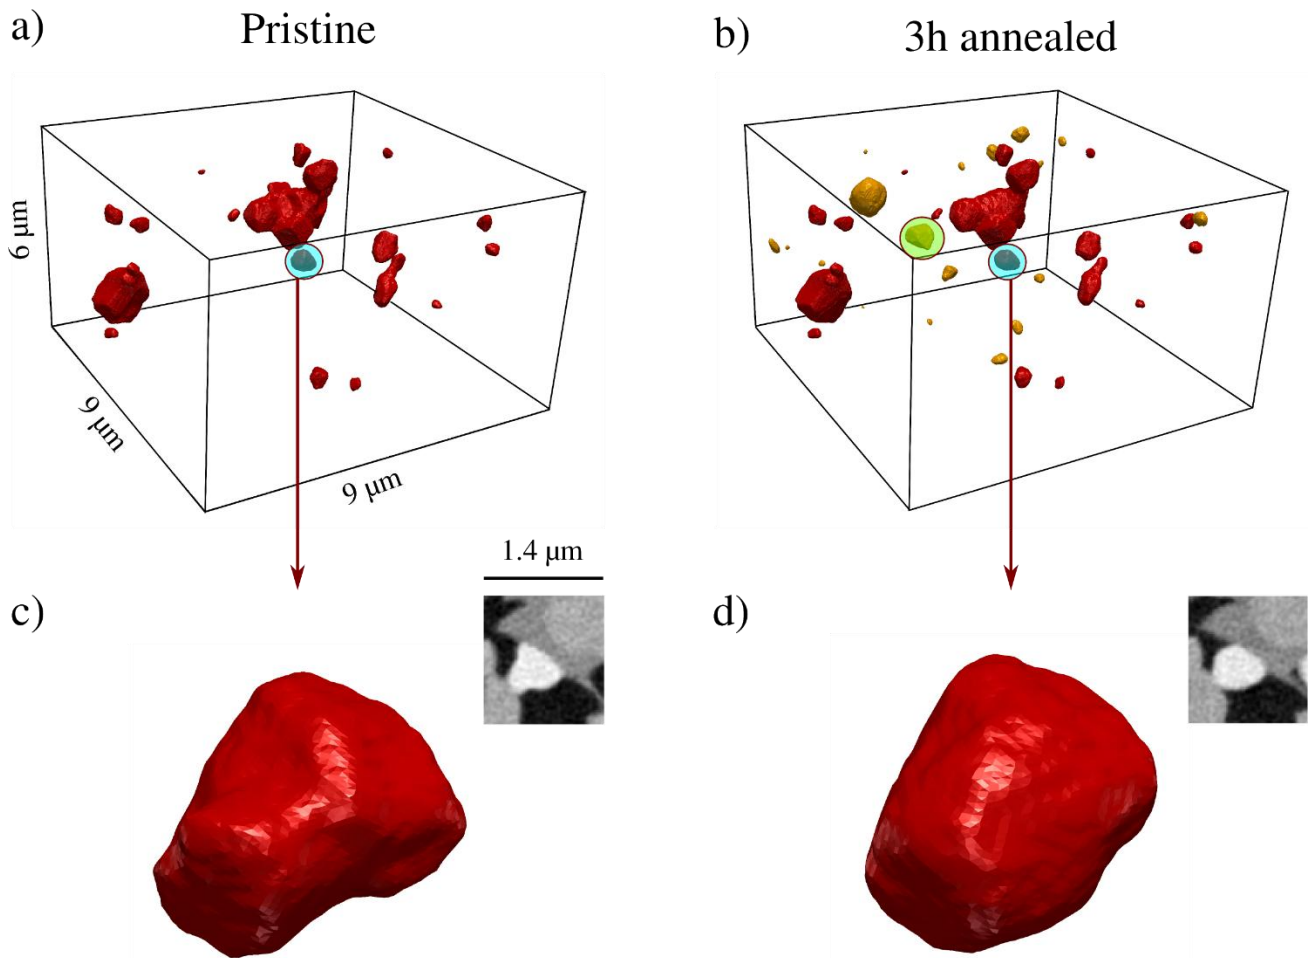 a)
Pristine
b)
3h annealed
6 μm
9 μm
9 μm
1.4 μm
c)
d)